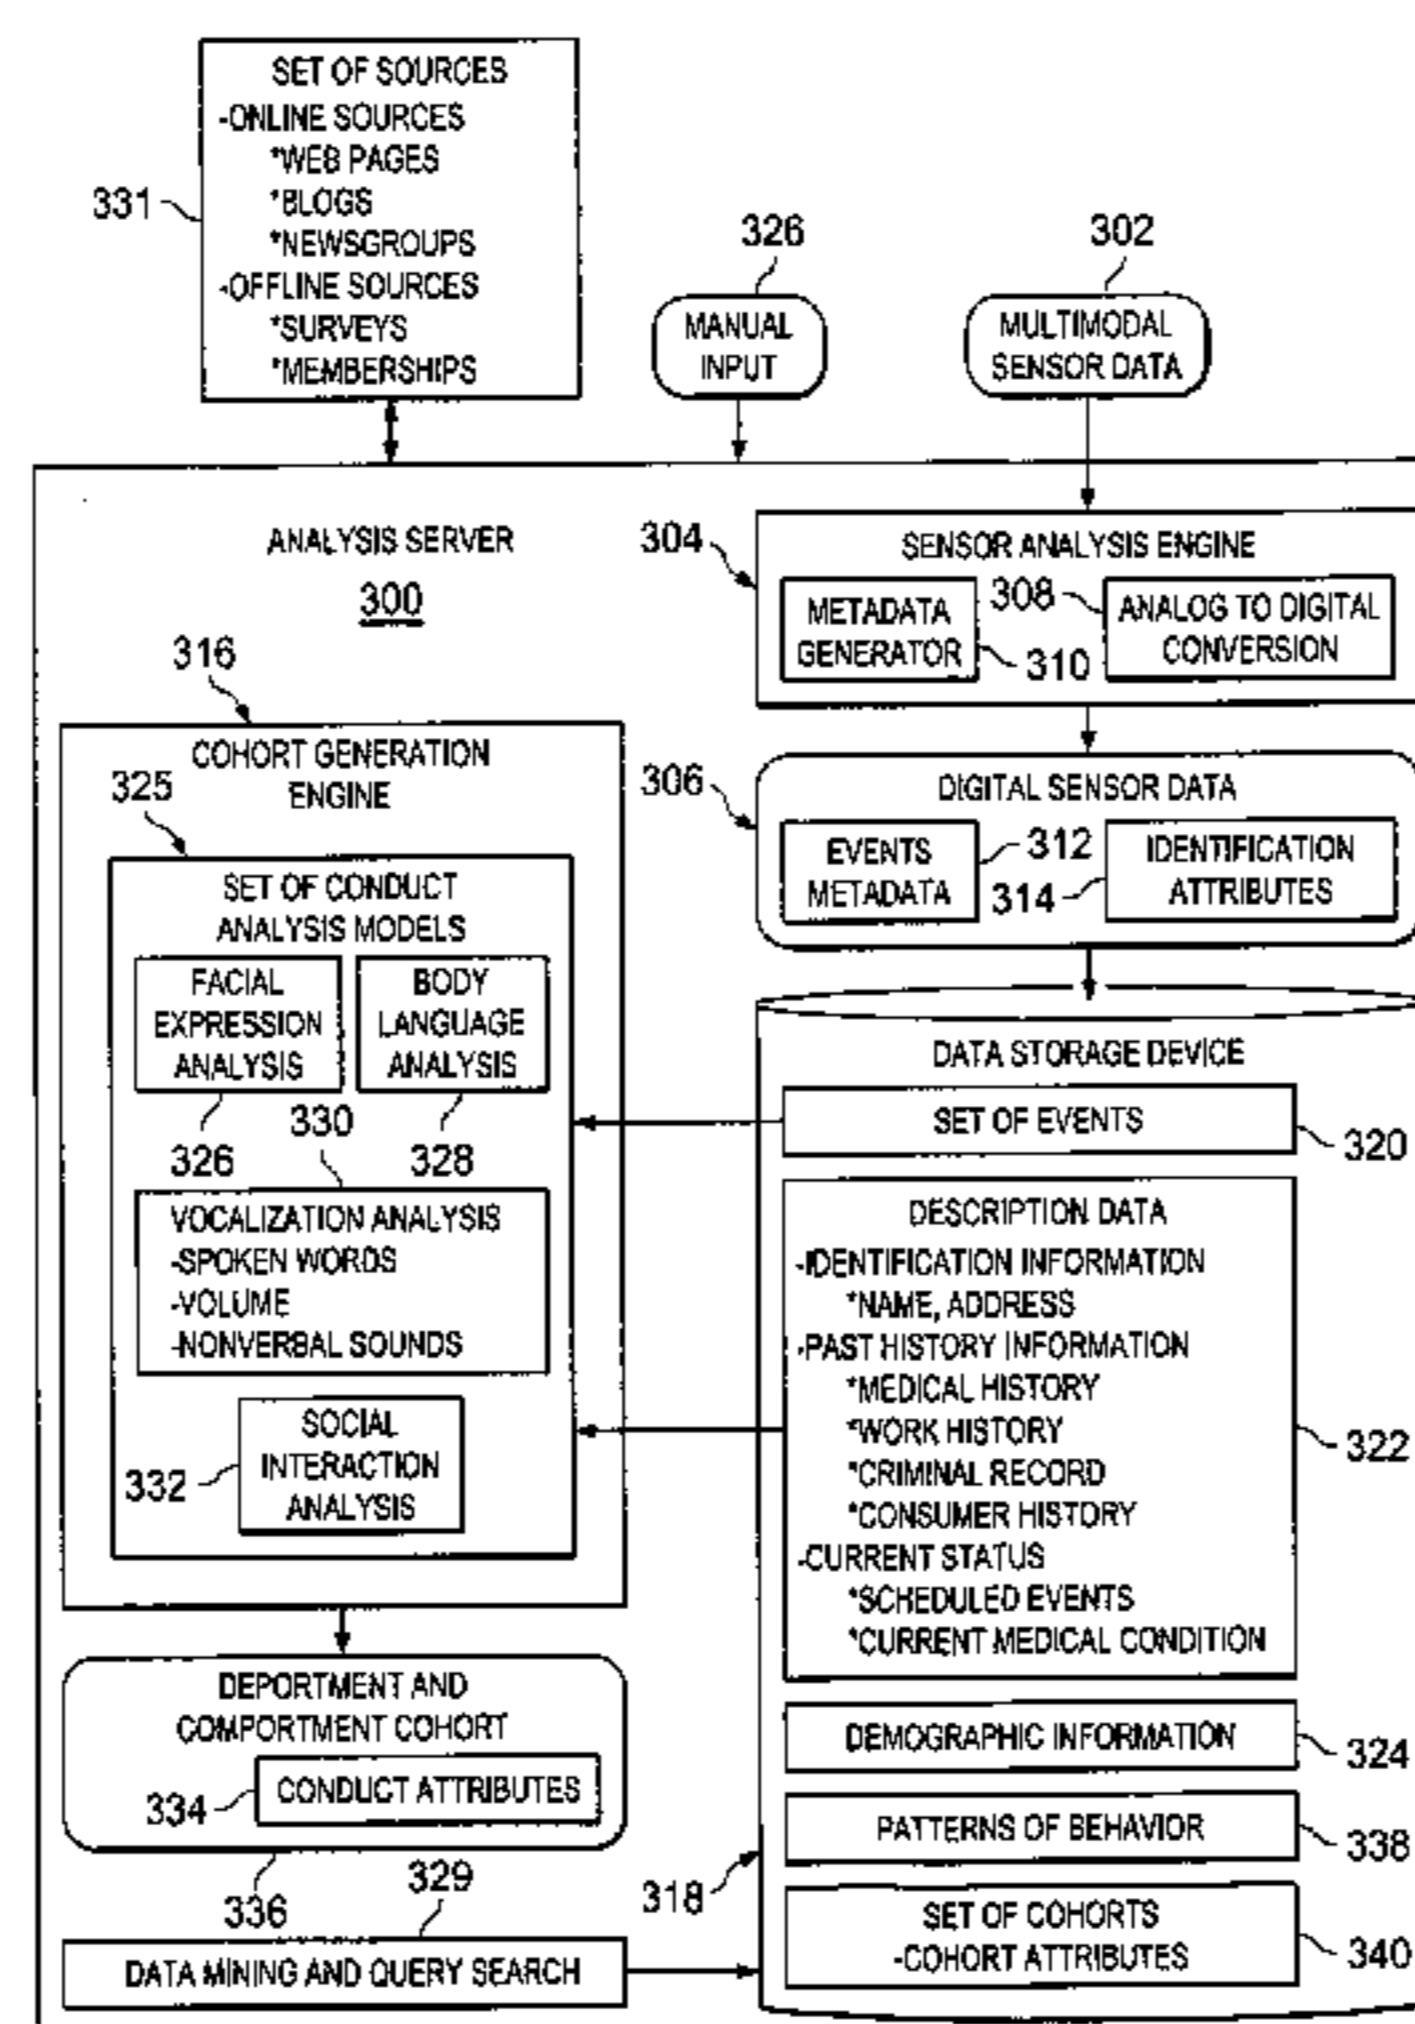 SET OF SOURCES
-ONLINE SOURCES
*WEB PAGES
*BLOGS
*NEWSGROUPS
-OFFLINE SOURCES
*SURVEYS
*MEMBERSHIPS
331
326
MANUAL
INPUT
302
MULTIMODAL
SENSOR DATA
ANALYSIS SERVER
300
304
SENSOR ANALYSIS ENGINE
METADATA
GENERATOR
310
308
ANALOG TO DIGITAL
CONVERSION
316
COHORT GENERATION
ENGINE
325
SET OF CONDUCT
ANALYSIS MODELS
FACIAL
EXPRESSION
ANALYSIS
326
BODY
LANGUAGE
ANALYSIS
328
330
VOCALIZATION ANALYSIS
-SPOKEN WORDS
-VOLUME
-NONVERBAL SOUNDS
332
SOCIAL
INTERACTION
ANALYSIS
306
DIGITAL SENSOR DATA
EVENTS
METADATA
312
314
IDENTIFICATION
ATTRIBUTES
DATA STORAGE DEVICE
SET OF EVENTS
320
DESCRIPTION DATA
-IDENTIFICATION INFORMATION
*NAME, ADDRESS
-PAST HISTORY INFORMATION
*MEDICAL HISTORY
*WORK HISTORY
*CRIMINAL RECORD
*CONSUMER HISTORY
-CURRENT STATUS
*SCHEDULED EVENTS
*CURRENT MEDICAL CONDITION
322
DEMOGRAPHIC INFORMATION
324
PATTERNS OF BEHAVIOR
338
318
SET OF COHORTS
-COHORT ATTRIBUTES
340
DEPORTMENT AND
COMPORTMENT COHORT
334
CONDUCT ATTRIBUTES
336
329
DATA MINING AND QUERY SEARCH